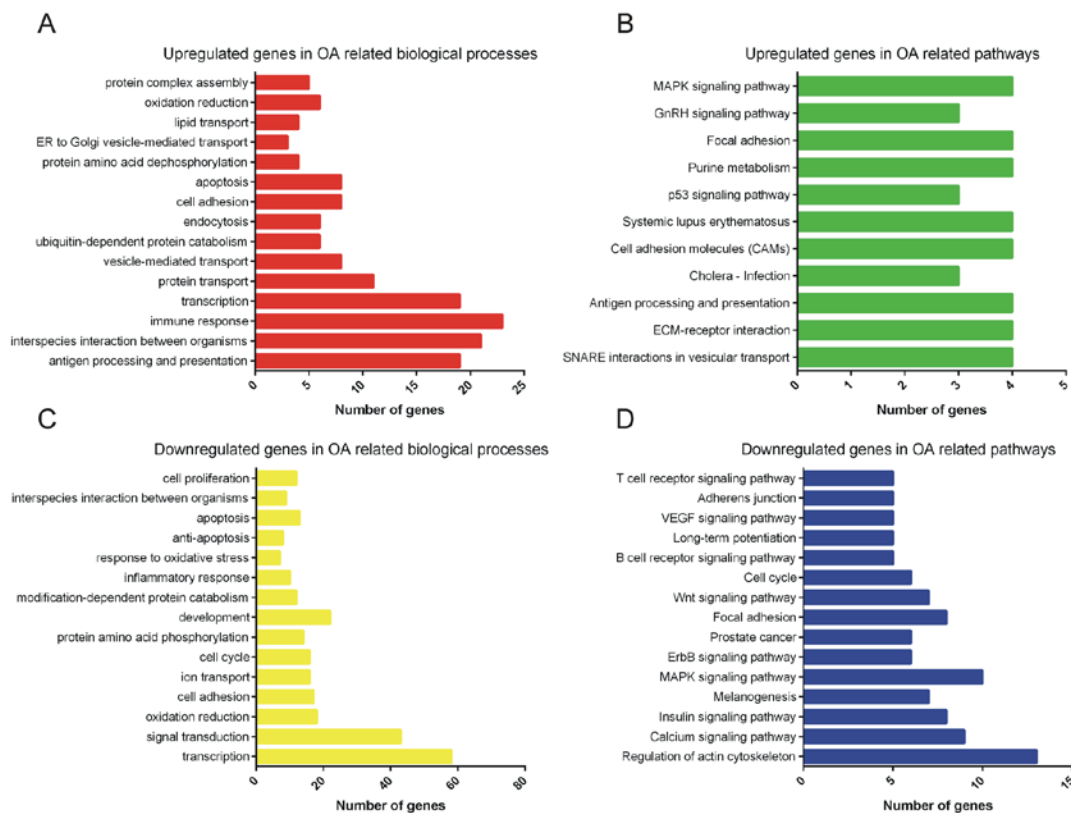 A
Upregulated genes in OA related biological processes
protein complex assembly
oxidation reduction
lipid transport
ER to Golgi vesicle-mediated transport
protein amino acid dephosphorylation
apoptosis
cell adhesion
endocytosis
ubiquitin-dependent protein catabolism
vesicle-mediated transport
protein transport
transcription
immune response
interspecies interaction between organisms
antigen processing and presentation
0 5 10 15 20 25
Number of genes
B
Upregulated genes in OA related pathways
MAPK signaling pathway
GnRH signaling pathway
Focal adhesion
Purine metabolism
p53 signaling pathway
Systemic lupus erythematosus
Cell adhesion molecules (CAMs)
Cholera - Infection
Antigen processing and presentation
ECM-receptor interaction
SNARE interactions in vesicular transport
0 1 2 3 4 5
Number of genes
C
Downregulated genes in OA related biological processes
cell proliferation
interspecies interaction between organisms
apoptosis
anti-apoptosis
response to oxidative stress
inflammatory response
modification-dependent protein catabolism
development
protein amino acid phosphorylation
cell cycle
ion transport
cell adhesion
oxidation reduction
signal transduction
transcription
0 20 40 60 80
Number of genes
D
Downregulated genes in OA related pathways
T cell receptor signaling pathway
Adherens junction
VEGF signaling pathway
Long-term potentiation
B cell receptor signaling pathway
Cell cycle
Wnt signaling pathway
Focal adhesion
Prostate cancer
ErbB signaling pathway
MAPK signaling pathway
Melanogenesis
Insulin signaling pathway
Calcium signaling pathway
Regulation of actin cytoskeleton
0 5 10 15
Number of genes